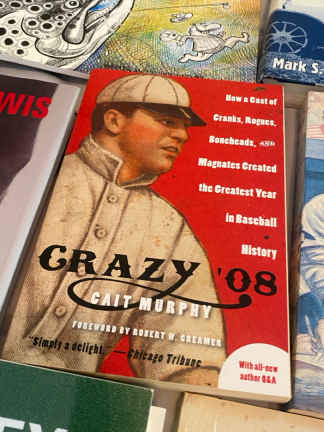 Mark S.
WIS
How a Cast of
Cranks, Rogues,
Boneheads, AND
Magnates Created
the Greatest Year
in Baseball
History
CRAZY '08
CAIT MURPHY
FOREWORD BY ROBERT W. CREAMER
"Simply a delight." —Chicago Tribune
With all-new
author Q&A
EY